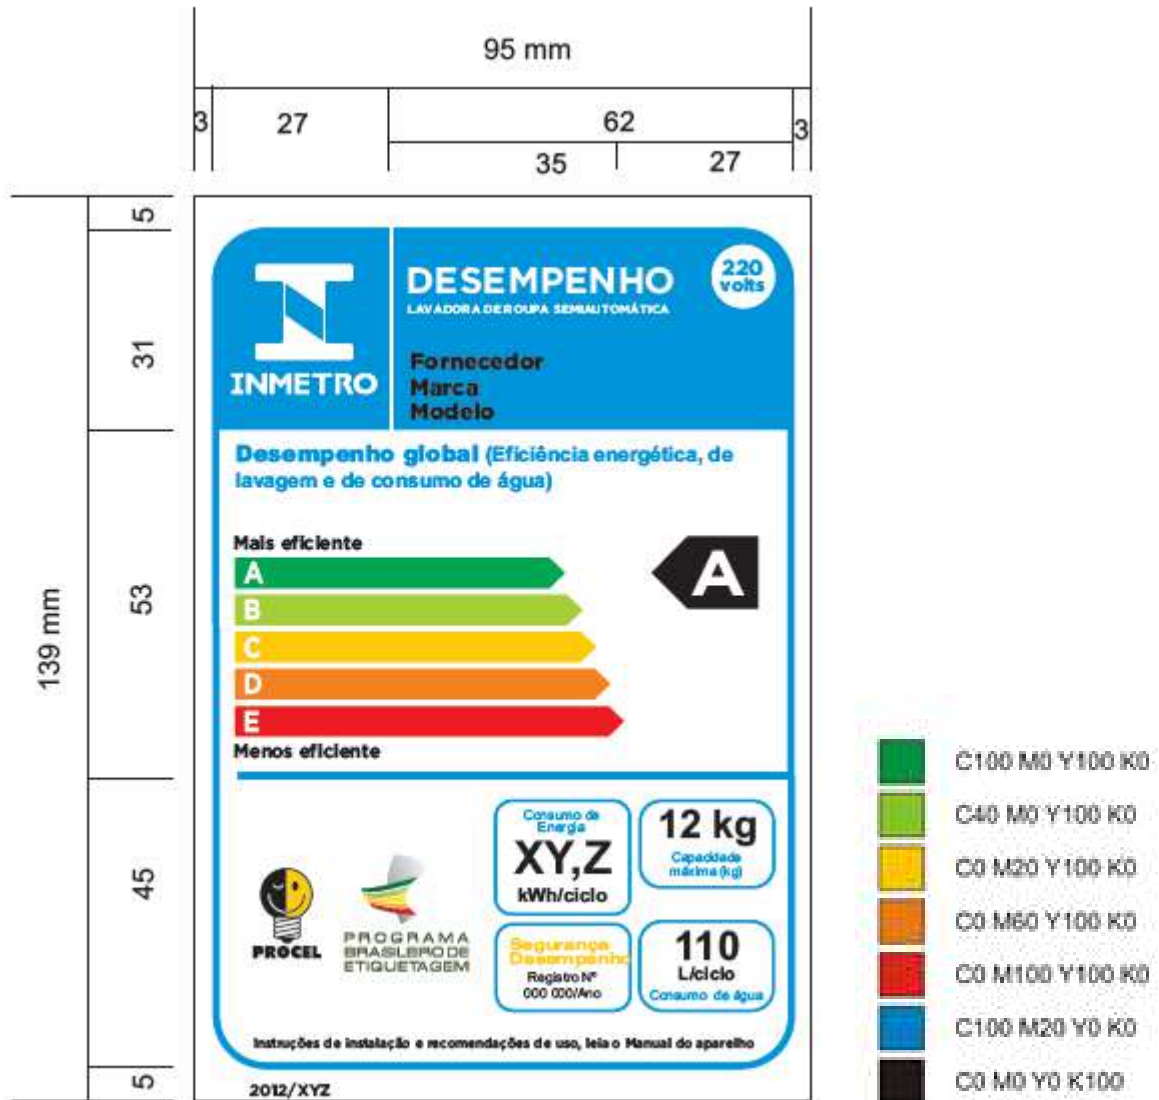 95 mm
3
27
62
3
35
27
139 mm
5
31
53
45
5
INMETRO
DESEMPENHO
LAVADORA DE ROUPA SEMIAUTOMÁTICA
220
volts
Fornecedor
Marca
Modelo
Desempenho global (Eficiência energética, de
lavagem e de consumo de água)
Mais eficiente
A
B
C
D
E
Menos eficiente
A
PROCEL
PROGRAMA
BRASILEIRO DE
ETIQUETAGEM
Consumo de
Energia
XY,Z
kWh/ciclo
12 kg
Capacidade
máxima (kg)
Segurança
Desempenho
Registro Nº
000 000/Ano
110
L/ciclo
Consumo de água
Instruções de instalação e recomendações de uso, leia o Manual do aparelho
2012/XYZ
C100 M0 Y100 K0
C40 M0 Y100 K0
C0 M20 Y100 K0
C0 M60 Y100 K0
C0 M100 Y100 K0
C100 M20 Y0 K0
C0 M0 Y0 K100